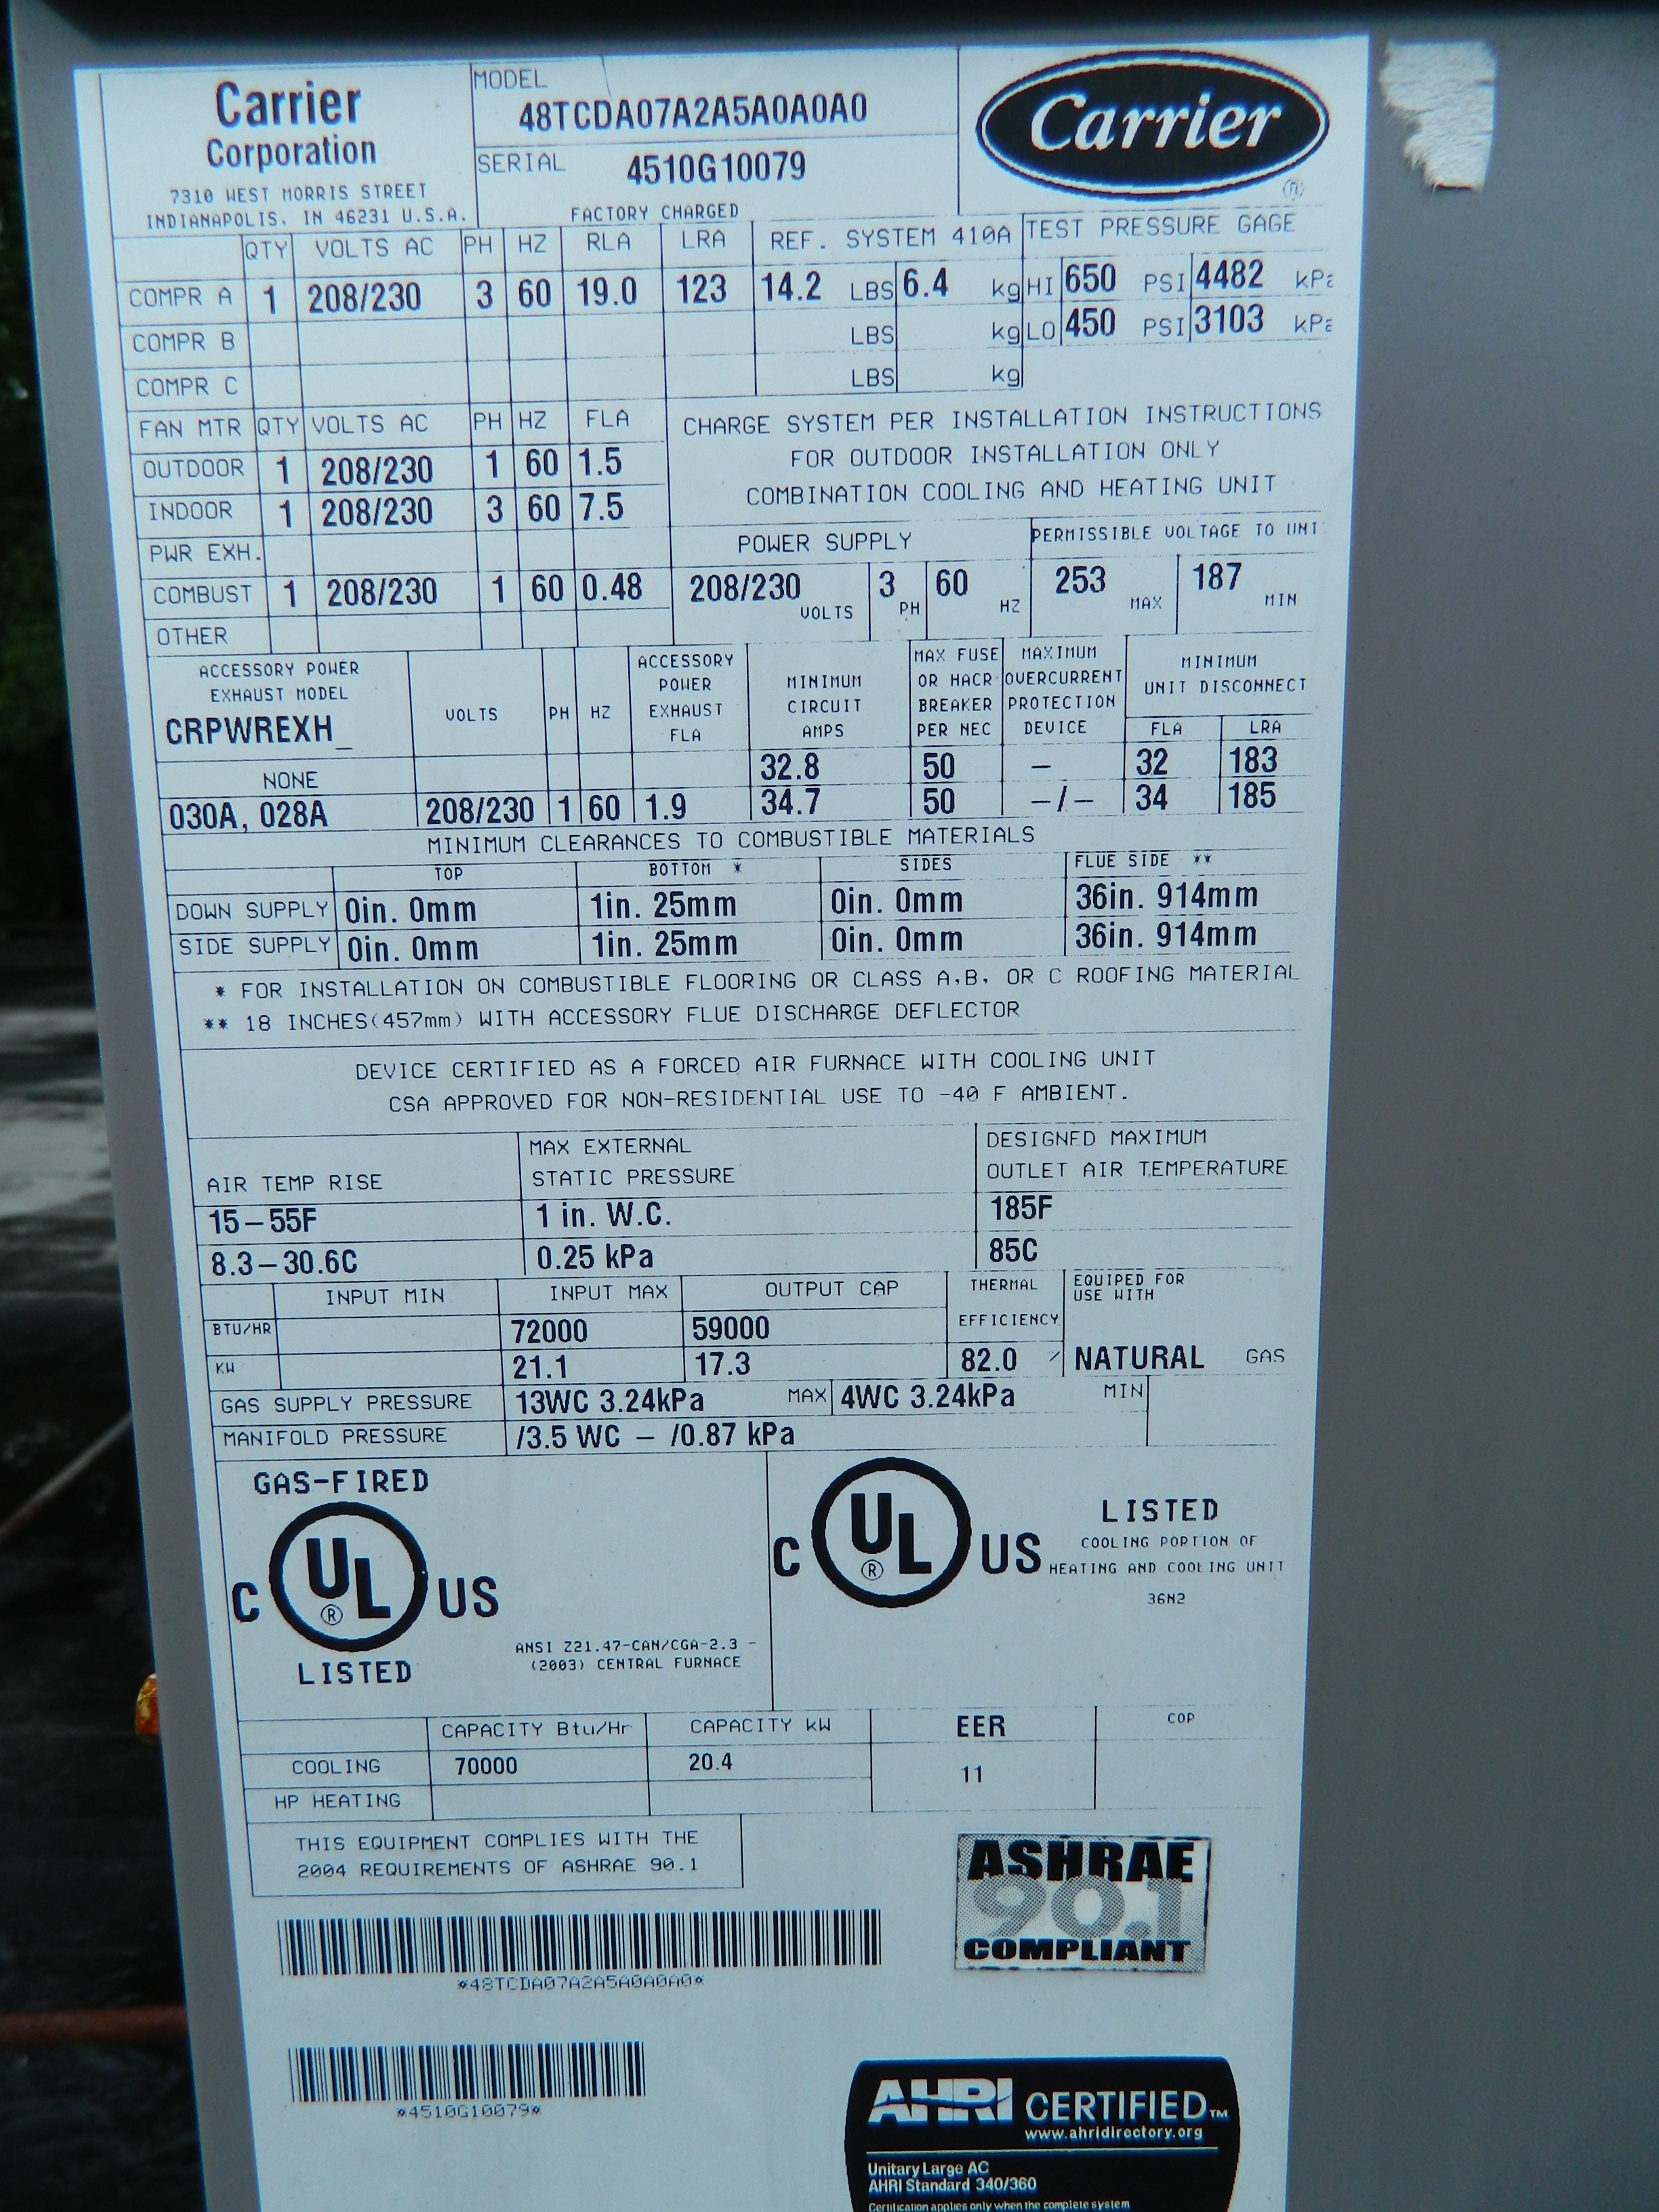 Carrier
Corporation
7310 WEST MORRIS STREET
INDIANAPOLIS, IN 46231 U.S.A.
MODEL
48TCDA07A2A5A0A0A0
SERIAL 4510G10079
Carrier ®
FACTORY CHARGED
QTY VOLTS AC PH HZ RLA LRA REF. SYSTEM 410A TEST PRESSURE GAGE
COMPR A 1 208/230 3 60 19.0 123 14.2 LBS 6.4 kg HI 650 PSI 4482 kPa
COMPR B LBS kg LO 450 PSI 3103 kPa
COMPR C LBS kg
FAN MTR QTY VOLTS AC PH HZ FLA
OUTDOOR 1 208/230 1 60 1.5
INDOOR 1 208/230 3 60 7.5
PWR EXH.
COMBUST 1 208/230 1 60 0.48
OTHER
CHARGE SYSTEM PER INSTALLATION INSTRUCTIONS
FOR OUTDOOR INSTALLATION ONLY
COMBINATION COOLING AND HEATING UNIT
POWER SUPPLY PERMISSIBLE VOLTAGE TO UNIT
208/230 VOLTS 3 PH 60 HZ 253 MAX 187 MIN
ACCESSORY POWER
EXHAUST MODEL
CRPWREXH_
VOLTS PH HZ
ACCESSORY
POWER
EXHAUST
FLA
MINIMUM
CIRCUIT
AMPS
MAX FUSE
OR HACR
BREAKER
PER NEC
MAXIMUM
OVERCURRENT
PROTECTION
DEVICE
MINIMUM
UNIT DISCONNECT
FLA LRA
NONE 32.8 50 – 32 183
030A, 028A 208/230 1 60 1.9 34.7 50 –/– 34 185
MINIMUM CLEARANCES TO COMBUSTIBLE MATERIALS
TOP BOTTOM * SIDES FLUE SIDE **
DOWN SUPPLY 0in. 0mm 1in. 25mm 0in. 0mm 36in. 914mm
SIDE SUPPLY 0in. 0mm 1in. 25mm 0in. 0mm 36in. 914mm
* FOR INSTALLATION ON COMBUSTIBLE FLOORING OR CLASS A,B, OR C ROOFING MATERIAL
** 18 INCHES(457mm) WITH ACCESSORY FLUE DISCHARGE DEFLECTOR
DEVICE CERTIFIED AS A FORCED AIR FURNACE WITH COOLING UNIT
CSA APPROVED FOR NON-RESIDENTIAL USE TO -40 F AMBIENT.
AIR TEMP RISE
15–55F
8.3–30.6C
MAX EXTERNAL
STATIC PRESSURE
1 in. W.C.
0.25 kPa
DESIGNED MAXIMUM
OUTLET AIR TEMPERATURE
185F
85C
INPUT MIN INPUT MAX OUTPUT CAP
BTU/HR 72000 59000
KW 21.1 17.3
THERMAL
EFFICIENCY
82.0 %
EQUIPED FOR
USE WITH
NATURAL GAS
GAS SUPPLY PRESSURE 13WC 3.24kPa MAX 4WC 3.24kPa MIN
MANIFOLD PRESSURE /3.5 WC – /0.87 kPa
GAS-FIRED
C UL ® US
LISTED
ANSI Z21.47-CAN/CGA-2.3 -
(2003) CENTRAL FURNACE
C UL ® US
LISTED
COOLING PORTION OF
HEATING AND COOLING UNIT
36N2
CAPACITY Btu/Hr CAPACITY kW EER COP
COOLING 70000 20.4 11
HP HEATING
THIS EQUIPMENT COMPLIES WITH THE
2004 REQUIREMENTS OF ASHRAE 90.1
ASHRAE
90.1
COMPLIANT
*48TCDA07A2A5A0A0A0*
*4510G10079*
AHRI CERTIFIED™
www.ahridirectory.org
Unitary Large AC
AHRI Standard 340/360
Certification applies only when the complete system